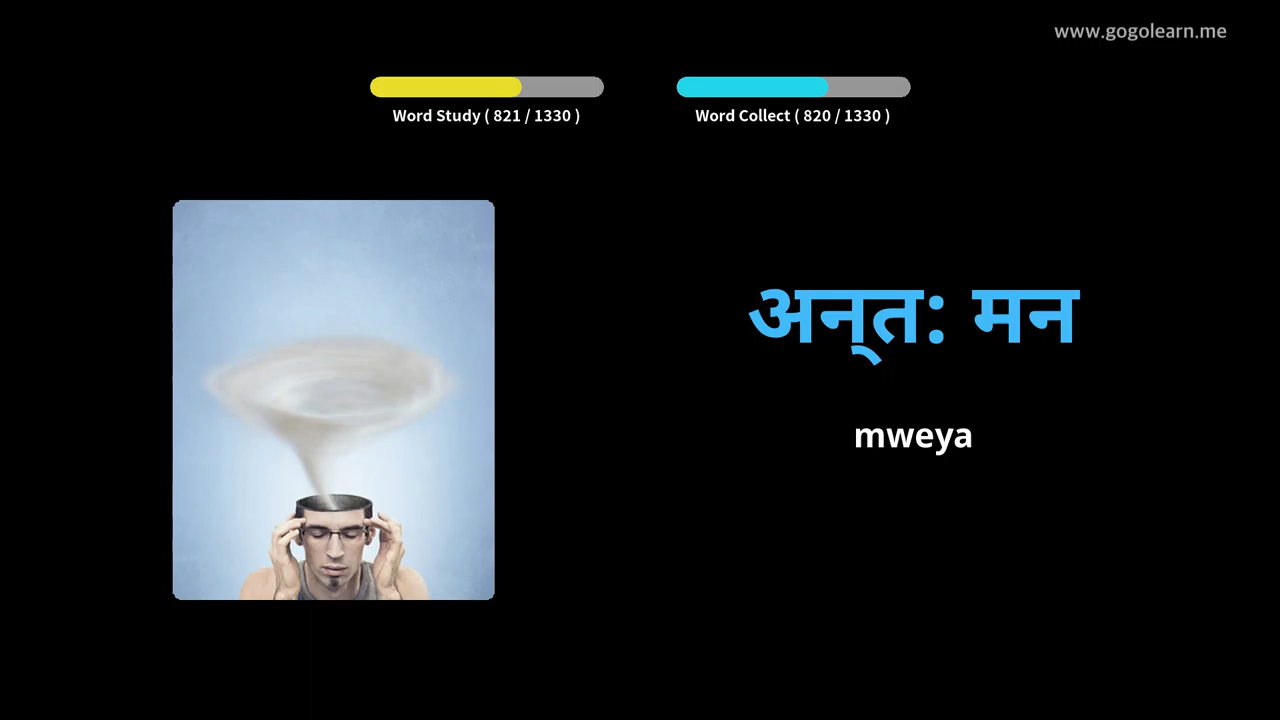 www.gogolearn.me
Word Study ( 821 / 1330 )
Word Collect ( 820 / 1330 )
अन्‌त: मन
mweya